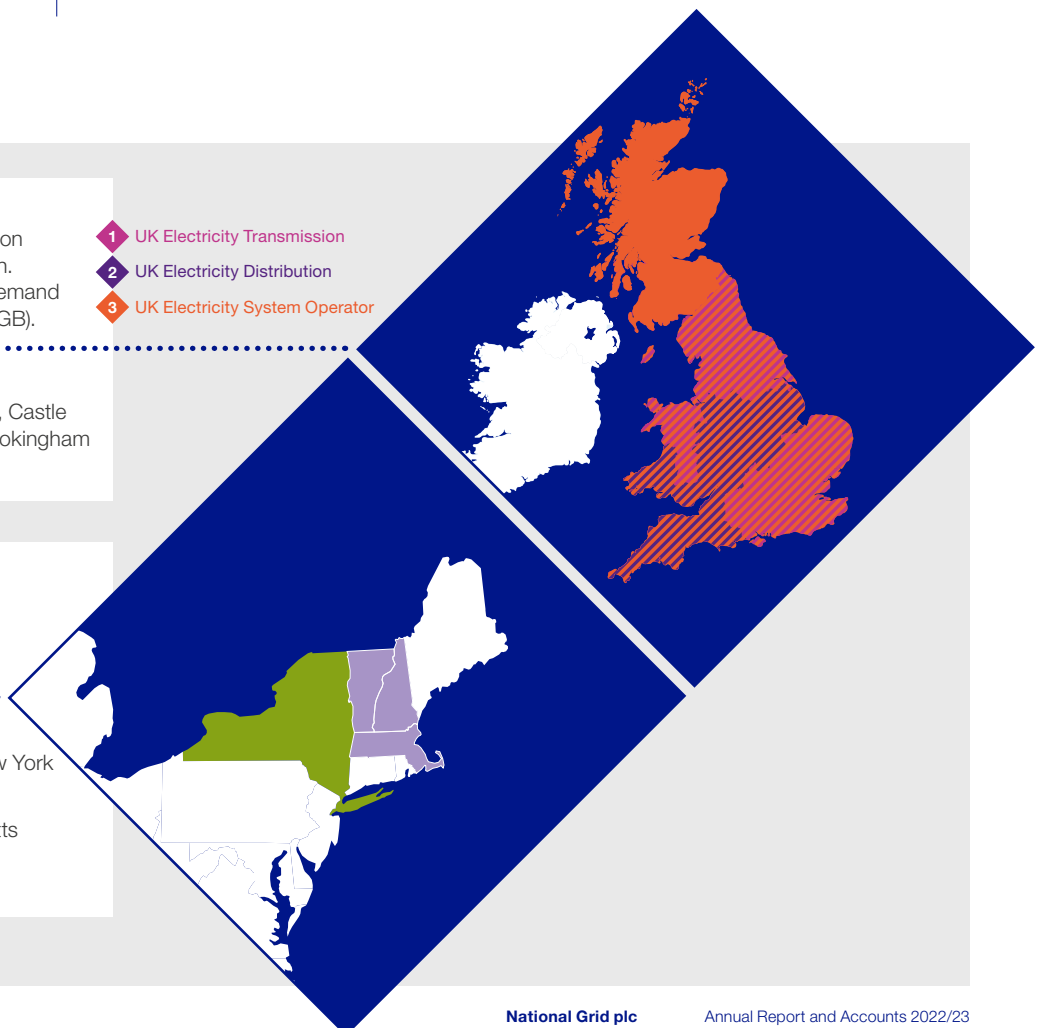 on
n.
emand
GB).
, Castle
okingham
1 UK Electricity Transmission
2 UK Electricity Distribution
3 UK Electricity System Operator
w York
tts
National Grid plc Annual Report and Accounts 2022/23